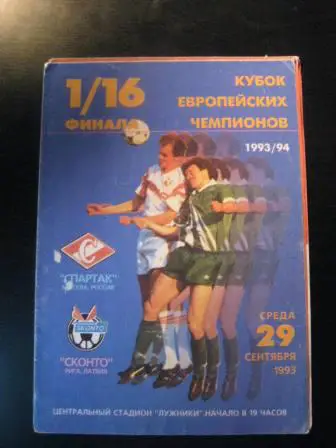 1/16
ФИНАЛА
КУБОК
ЕВРОПЕЙСКИХ
ЧЕМПИОНОВ
1993/94
С
"СПАРТАК"
МОСКВА, РОССИЯ
SKONTO
"СКОНТО"
РИГА, ЛАТВИЯ
СРЕДА
29
СЕНТЯБРЯ
1993
ЦЕНТРАЛЬНЫЙ СТАДИОН "ЛУЖНИКИ". НАЧАЛО В 19 ЧАСОВ